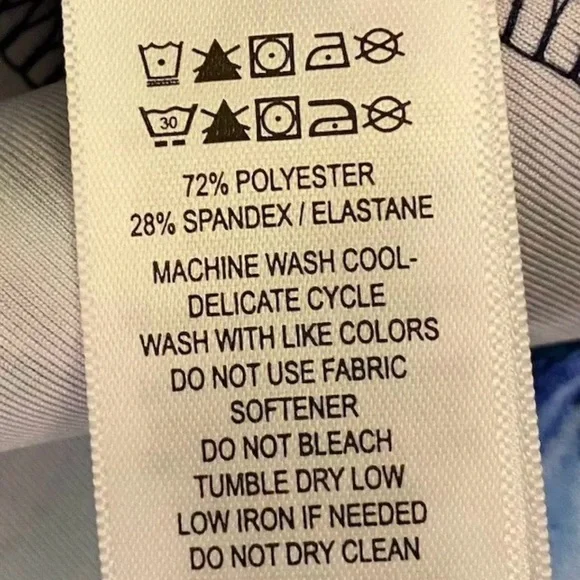 30
72% POLYESTER
28% SPANDEX / ELASTANE
MACHINE WASH COOL-
DELICATE CYCLE
WASH WITH LIKE COLORS
DO NOT USE FABRIC
SOFTENER
DO NOT BLEACH
TUMBLE DRY LOW
LOW IRON IF NEEDED
DO NOT DRY CLEAN